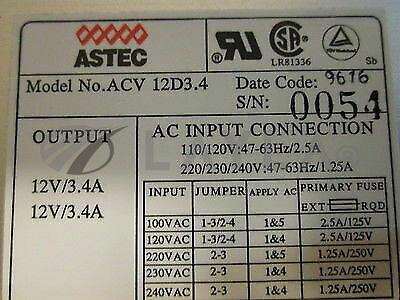 ASTEC
LR81336
Sb
Model No.ACV 12D3.4
Date Code: 9616
S/N: 0051
OUTPUT
12V/3.4A
12V/3.4A
AC INPUT CONNECTION
110/120V:47-63Hz/2.5A
220/230/240V:47-63Hz/1.25A
INPUT JUMPER APPLY AC PRIMARY FUSE
EXT. RQD
100VAC 1-3/2-4 1&5 2.5A/125V
120VAC 1-3/2-4 1&4 2.5A/125V
220VAC 2-3 1&5 1.25A/250V
230VAC 2-3 1&4 1.25A/250V
240VAC 2-3 1&4 1.25A/250V